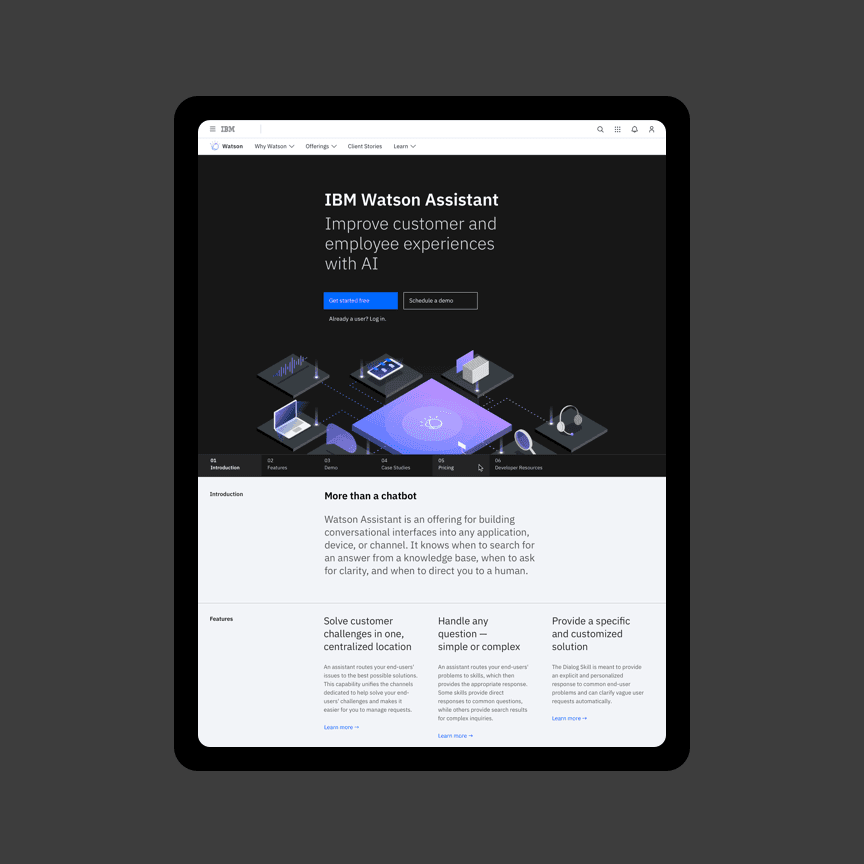 IBM
Watson
Why Watson
Offerings
Client Stories
Learn
IBM Watson Assistant
Improve customer and
employee experiences
with AI
Get started free
Schedule a demo
Already a user? Log in.
01
Introduction
02
Features
03
Demo
04
Case Studies
05
Pricing
06
Developer Resources
Introduction
More than a chatbot
Watson Assistant is an offering for building
conversational interfaces into any application,
device, or channel. It knows when to search for
an answer from a knowledge base, when to ask
for clarity, and when to direct you to a human.
Features
Solve customer
challenges in one,
centralized location
An assistant routes your end-users'
issues to the best possible solutions.
This capability unifies the channels
dedicated to help solve your end-
users' challenges and makes it
easier for you to manage requests.
Learn more →
Handle any
question —
simple or complex
An assistant routes your end-users'
problems to skills, which then
provides the appropriate response.
Some skills provide direct
responses to common questions,
while others provide search results
for complex inquiries.
Learn more →
Provide a specific
and customized
solution
The Dialog Skill is meant to provide
an explicit and personalized
response to common end-user
problems and can clarify vague user
requests automatically.
Learn more →